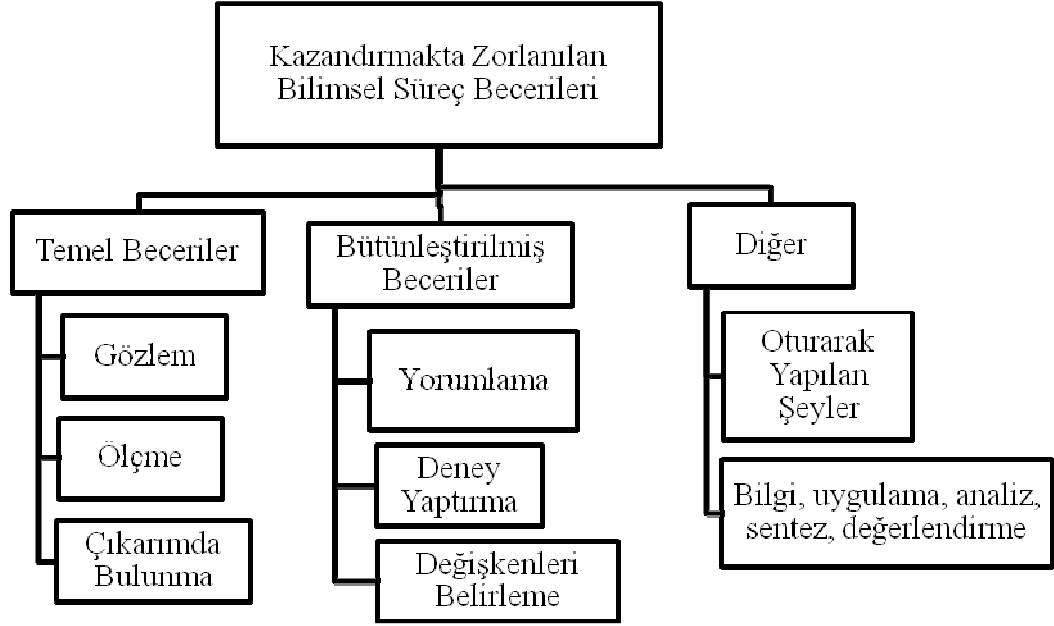 Kazandırmakta Zorlanılan
Bilimsel Süreç Becerileri
Temel Beceriler
Gözlem
Ölçme
Çıkarımda
Bulunma
Bütünleştirilmiş
Beceriler
Yorumlama
Deney
Yaptırma
Değişkenleri
Belirleme
Diğer
Oturarak
Yapılan
Şeyler
Bilgi, uygulama, analiz,
sentez, değerlendirme